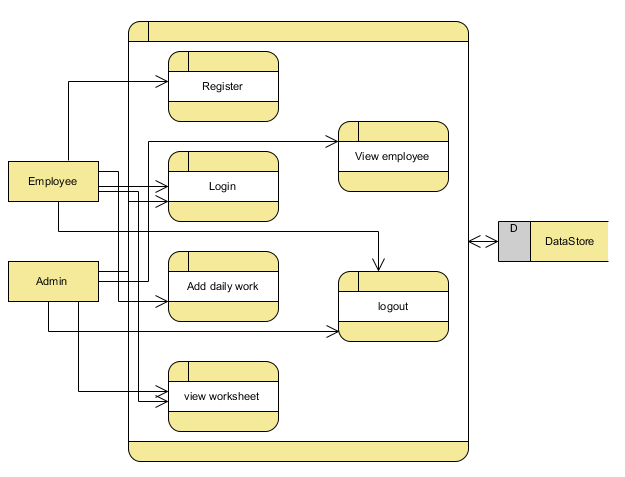 Register
View employee
Employee
Login
D
DataStore
Admin
Add daily work
logout
view worksheet